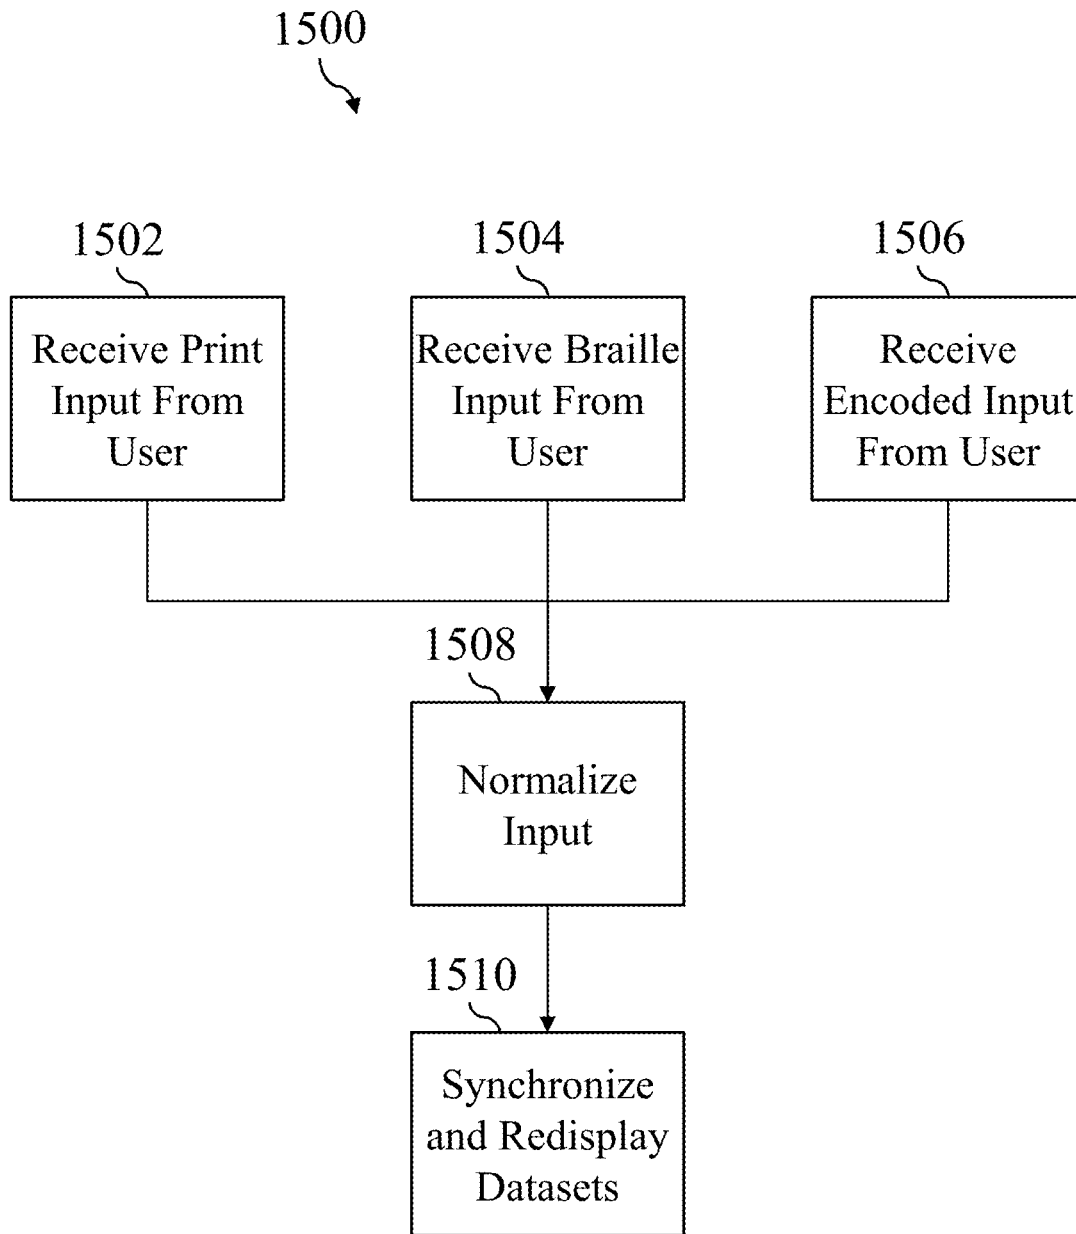 1500
1502
1504
1506
Receive Print
Input From
User
Receive Braille
Input From
User
Receive
Encoded Input
From User
1508
Normalize
Input
1510
Synchronize
and Redisplay
Datasets